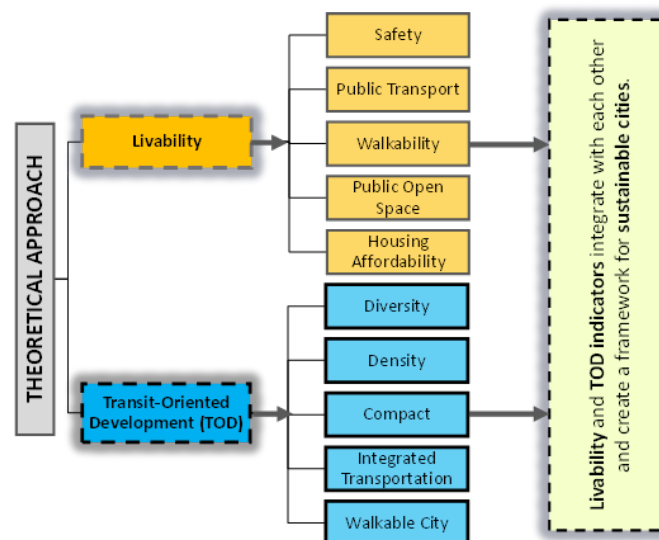 THEORETICAL APPROACH
Livability
Safety
Public Transport
Walkability
Public Open
Space
Housing
Affordability
Transit-Oriented
Development (TOD)
Diversity
Density
Compact
Integrated
Transportation
Walkable City
Livability and TOD indicators integrate with each other
and create a framework for sustainable cities.